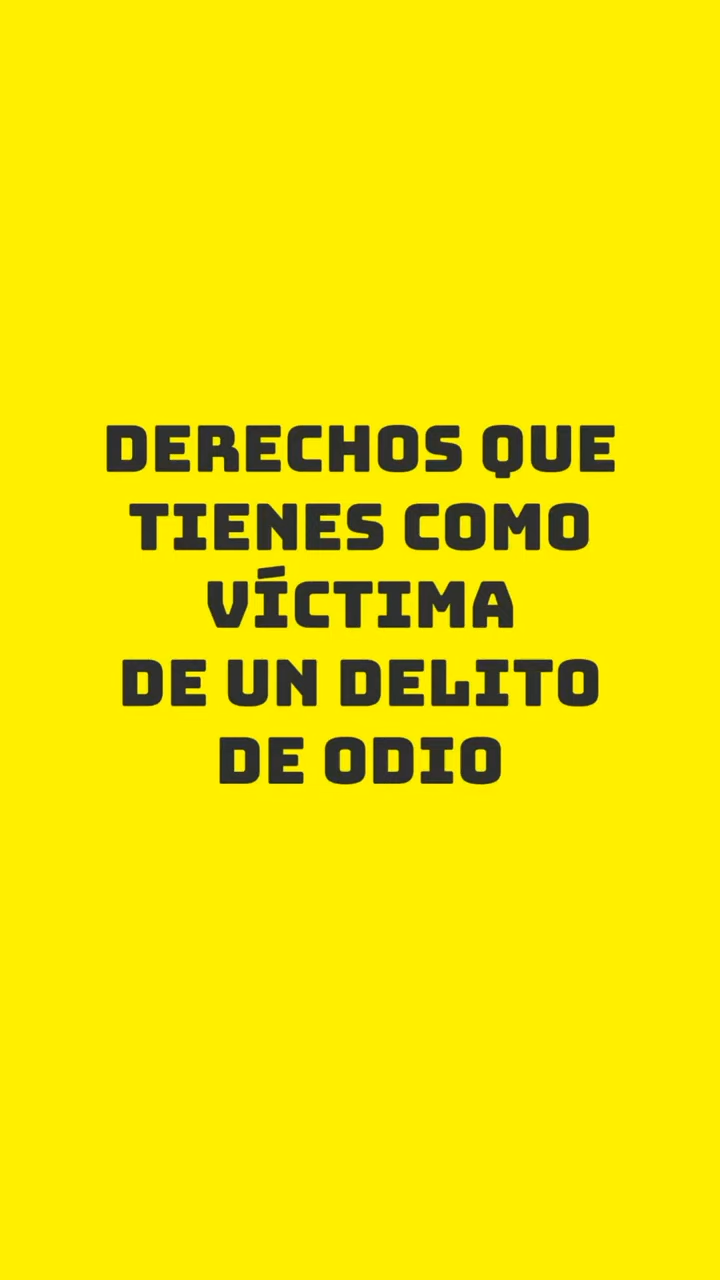 DERECHOS QUE
TIENES COMO
VÍCTIMA
DE UN DELITO
DE ODIO